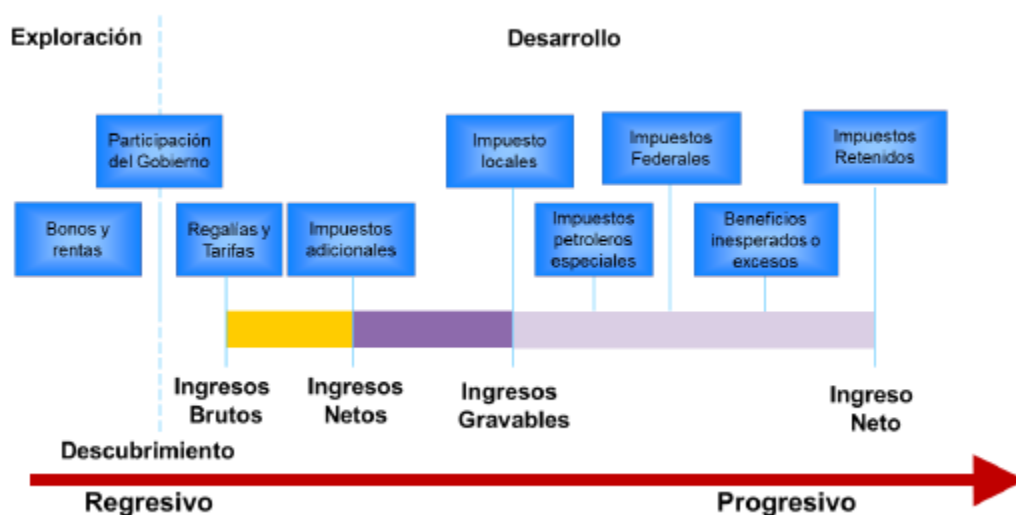 Exploración
Desarrollo
Participación
del Gobierno
Impuesto
locales
Impuestos
Federales
Impuestos
Retenidos
Bonos y
rentas
Regalías y
Tarifas
Impuestos
adicionales
Impuestos
petroleros
especiales
Beneficios
inesperados o
excesos
Ingresos
Brutos
Ingresos
Netos
Ingresos
Gravables
Ingreso
Neto
Descubrimiento
Regresivo
Progresivo